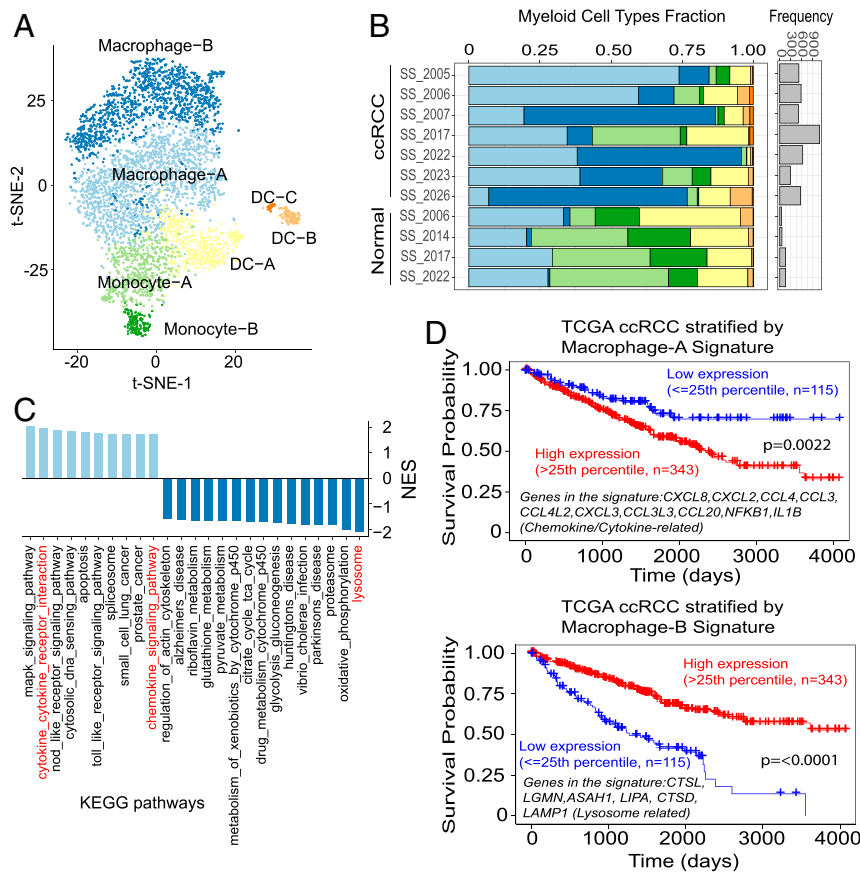 A
Macrophage−B
Macrophage−A
DC−C
DC−B
DC−A
Monocyte−A
Monocyte−B
25
0
−25
t−SNE−2
−20
0
20
t−SNE−1
B
Myeloid Cell Types Fraction
Frequency
0
0.25
0.50
0.75
1.00
0
300
600
900
ccRCC
SS_2005
SS_2006
SS_2007
SS_2017
SS_2022
SS_2023
SS_2026
Normal
SS_2006
SS_2014
SS_2017
SS_2022
C
2
1
0
−1
−2
NES
mapk_signaling_pathway
cytokine_cytokine_receptor_interaction
nod_like_receptor_signaling_pathway
cytosolic_dna_sensing_pathway
apoptosis
toll_like_receptor_signaling_pathway
spliceosome
small_cell_lung_cancer
prostate_cancer
chemokine_signaling_pathway
regulation_of_actin_cytoskeleton
alzheimers_disease
riboflavin_metabolism
glutathione_metabolism
pyruvate_metabolism
metabolism_of_xenobiotics_by_cytochrome_p450
citrate_cycle_tca_cycle
drug_metabolism_cytochrome_p450
glycolysis_gluconeogenesis
huntingtons_disease
vibrio_cholerae_infection
parkinsons_disease
proteasome
oxidative_phosphorylation
lysosome
KEGG pathways
D
TCGA ccRCC stratified by
Macrophage-A Signature
Survival Probability
1.00
0.75
0.50
0.25
0
Low expression
(<=25th percentile, n=115)
p=0.0022
High expression
(>25th percentile, n=343)
Genes in the signature:CXCL8,CXCL2,CCL4,CCL3,
CCL4L2,CXCL3,CCL3L3,CCL20,NFKB1,IL1B
(Chemokine/Cytokine-related)
0
1000
2000
3000
4000
Time (days)
TCGA ccRCC stratified by
Macrophage-B Signature
Survival Probability
1.00
0.75
0.50
0.25
0
High expression
(>25th percentile, n=343)
Low expression
(<=25th percentile, n=115)
p=<0.0001
Genes in the signature:CTSL,
LGMN,ASAH1, LIPA, CTSD,
LAMP1 (Lysosome related)
0
1000
2000
3000
4000
Time (days)